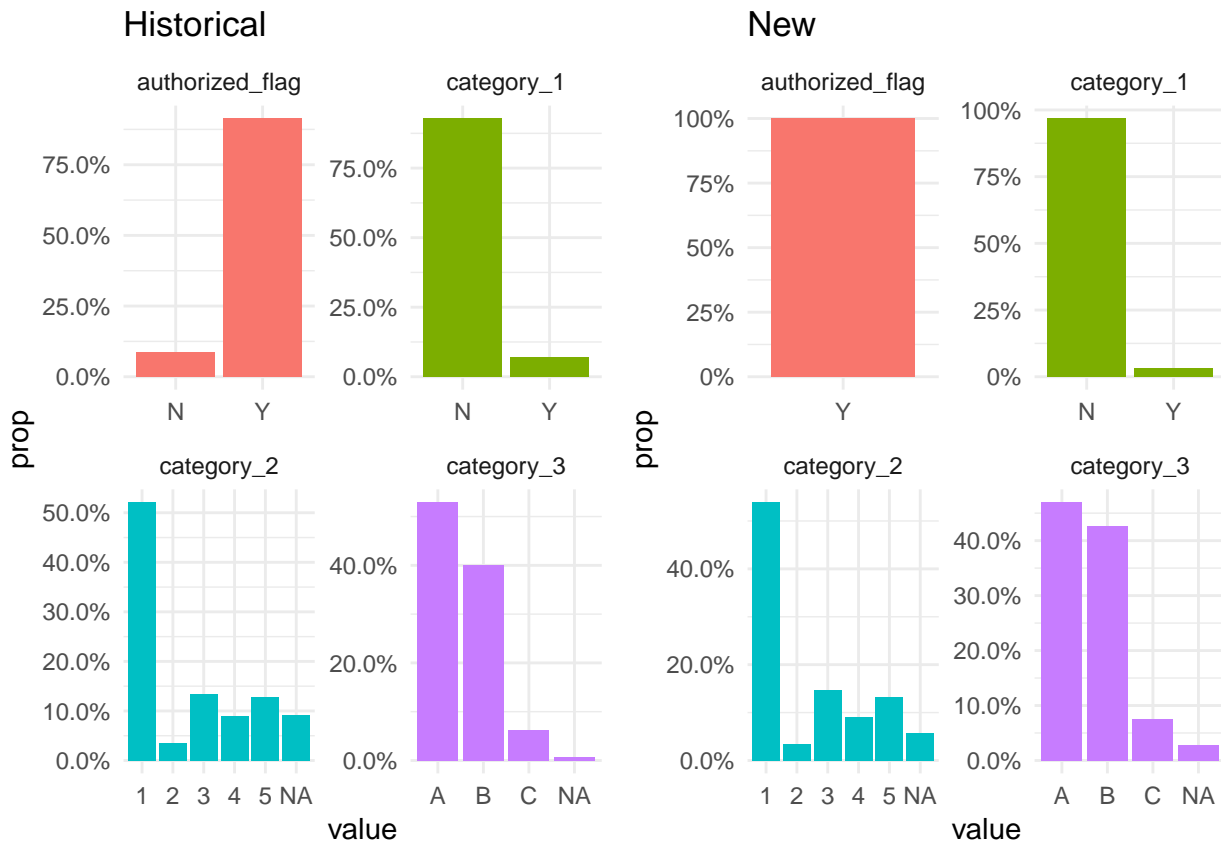 Historical
authorized_flag
category_1
75.0%
50.0%
25.0%
0.0%
N Y
75.0%
50.0%
25.0%
0.0%
N Y
prop
category_2
category_3
50.0%
40.0%
30.0%
20.0%
10.0%
0.0%
1 2 3 4 5 NA
40.0%
20.0%
0.0%
A B C NA
value
New
authorized_flag
category_1
100%
75%
50%
25%
0%
Y
100%
75%
50%
25%
0%
N Y
prop
category_2
category_3
40.0%
20.0%
0.0%
1 2 3 4 5 NA
40.0%
30.0%
20.0%
10.0%
0.0%
A B C NA
value